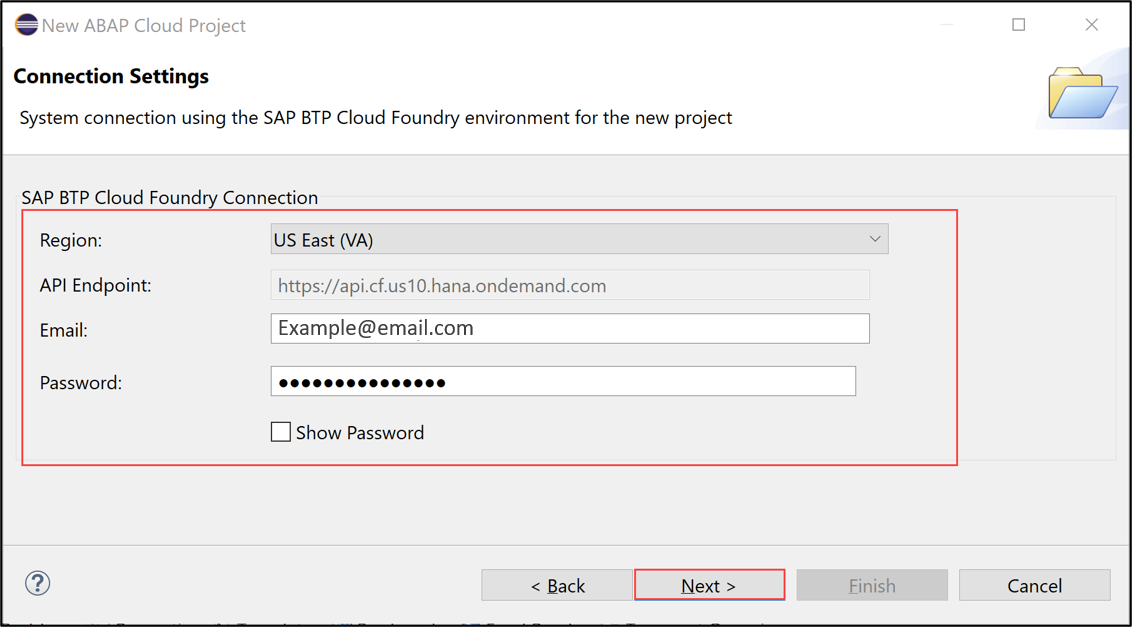 New ABAP Cloud Project
Connection Settings
System connection using the SAP BTP Cloud Foundry environment for the new project
SAP BTP Cloud Foundry Connection
Region: US East (VA)
API Endpoint: https://api.cf.us10.hana.ondemand.com
Email: Example@email.com
Password: ●●●●●●●●●●●●●●●
Show Password
? < Back Next > Finish Cancel